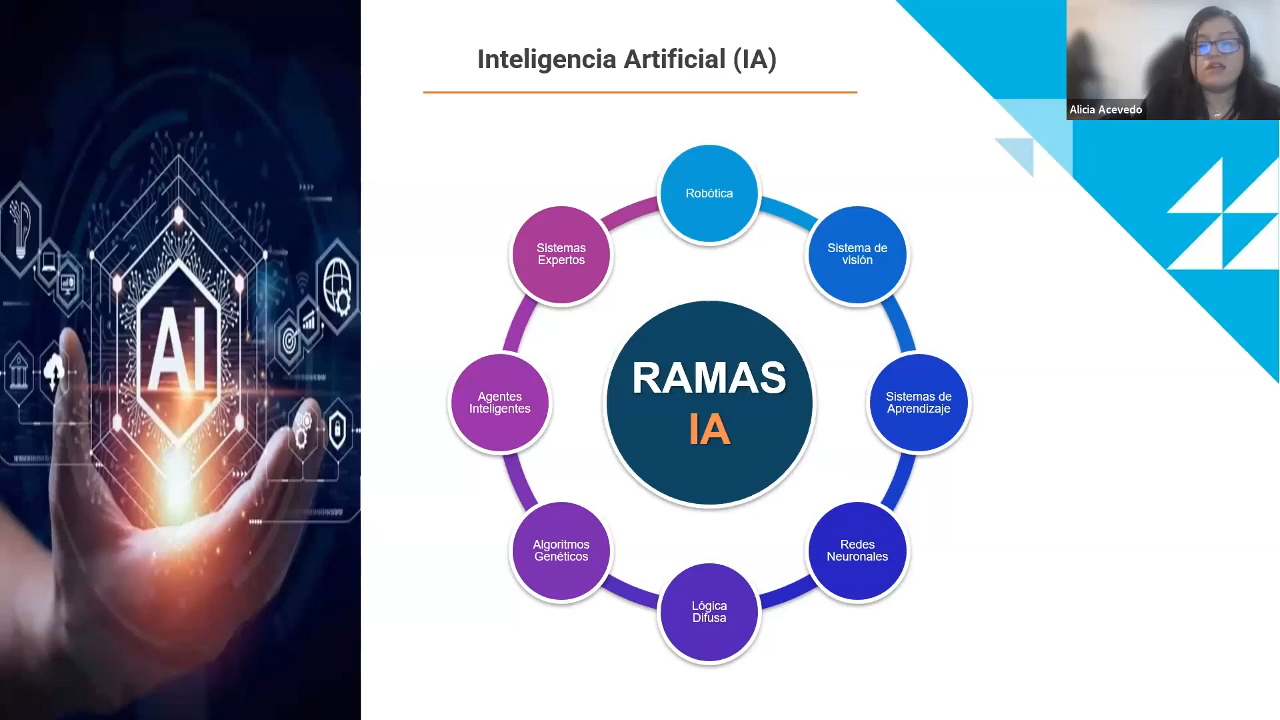 Inteligencia Artificial (IA)
Alicia Acevedo
AI
Robótica
Sistema de
visión
Sistemas de
Aprendizaje
Redes
Neuronales
Lógica
Difusa
Algoritmos
Genéticos
Agentes
Inteligentes
Sistemas
Expertos
RAMAS
IA